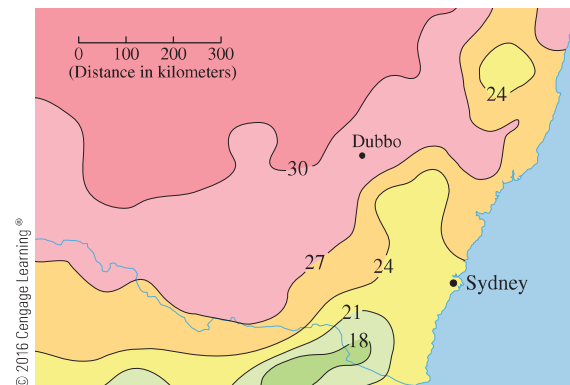 0 100 200 300
(Distance in kilometers)
24
Dubbo
30
27
24
Sydney
21
18
© 2016 Cengage Learning ®